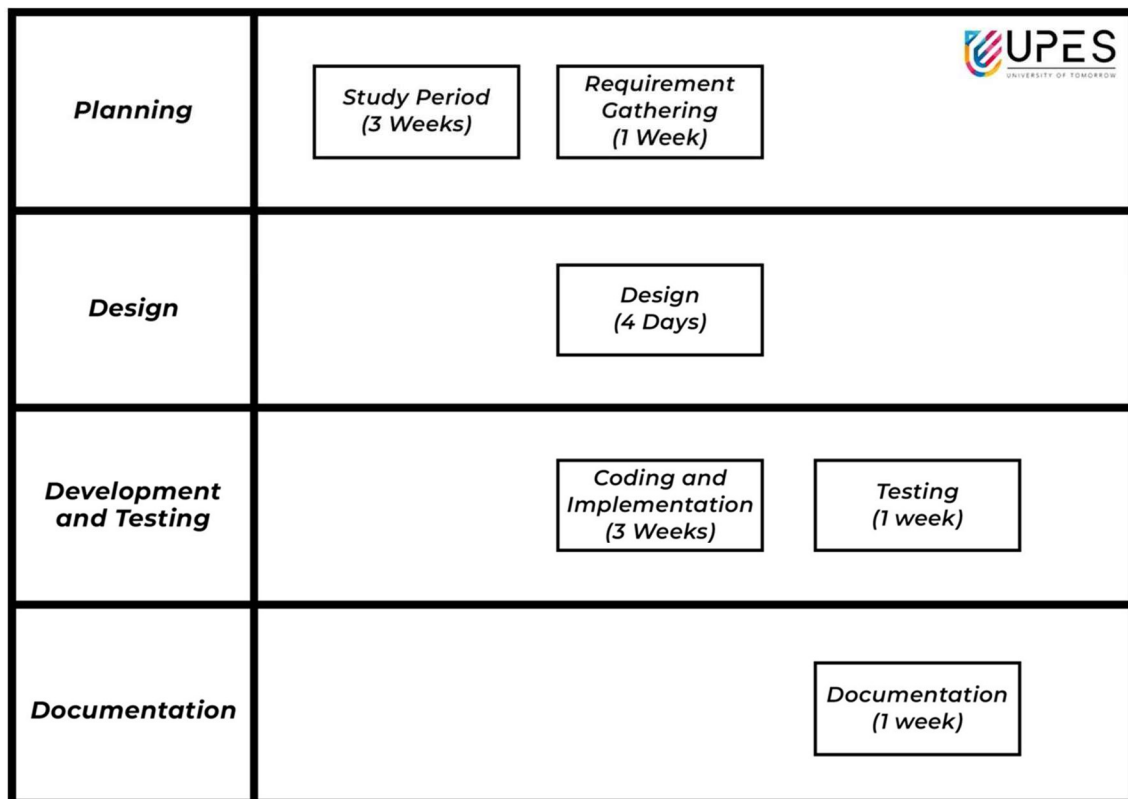 UPES
UNIVERSITY OF TOMORROW
Planning
Study Period
(3 Weeks)
Requirement
Gathering
(1 Week)
Design
Design
(4 Days)
Development
and Testing
Coding and
Implementation
(3 Weeks)
Testing
(1 week)
Documentation
Documentation
(1 week)